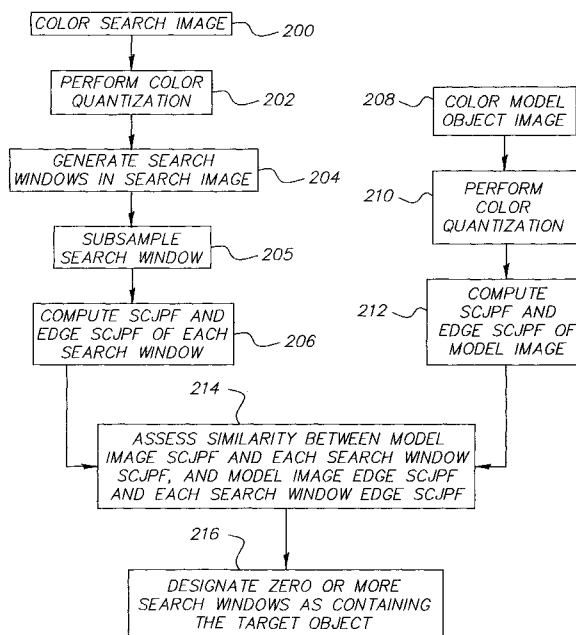 COLOR SEARCH IMAGE
200
PERFORM COLOR
QUANTIZATION
202
GENERATE SEARCH
WINDOWS IN SEARCH IMAGE
204
SUBSAMPLE
SEARCH WINDOW
205
COMPUTE SCJPF AND
EDGE SCJPF OF EACH
SEARCH WINDOW
206
208
COLOR MODEL
OBJECT IMAGE
210
PERFORM
COLOR
QUANTIZATION
212
COMPUTE
SCJPF AND
EDGE SCJPF OF
MODEL IMAGE
214
ASSESS SIMILARITY BETWEEN MODEL
IMAGE SCJPF AND EACH SEARCH WINDOW
SCJPF, AND MODEL IMAGE EDGE SCJPF
AND EACH SEARCH WINDOW EDGE SCJPF
216
DESIGNATE ZERO OR MORE
SEARCH WINDOWS AS CONTAINING
THE TARGET OBJECT